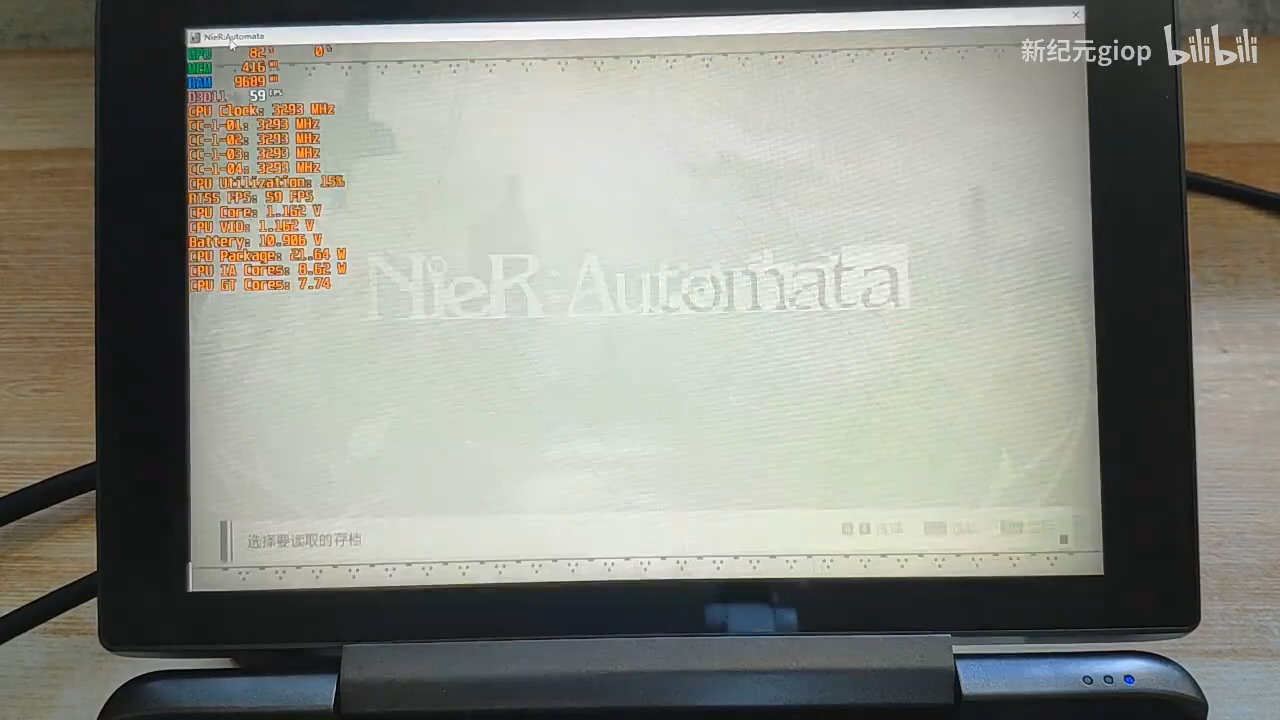 NieR:Automata
新纪元giop bilibili
GPU 82° 0%
MEM 416 MB
RAM 9689 MB
D3D11 59 FPS
CPU Clock: 3293 MHz
CC-1-01: 3293 MHz
CC-1-02: 3293 MHz
CC-1-03: 3293 MHz
CC-1-04: 3293 MHz
CPU Utilization: 15%
RTSS FPS: 59 FPS
CPU Core: 1.162 V
CPU VID: 1.162 V
Battery: 10.906 V
CPU Package: 21.64 W
CPU IA Cores: 8.62 W
CPU GT Cores: 7.74
NieR:Automata
选择要读取的存档